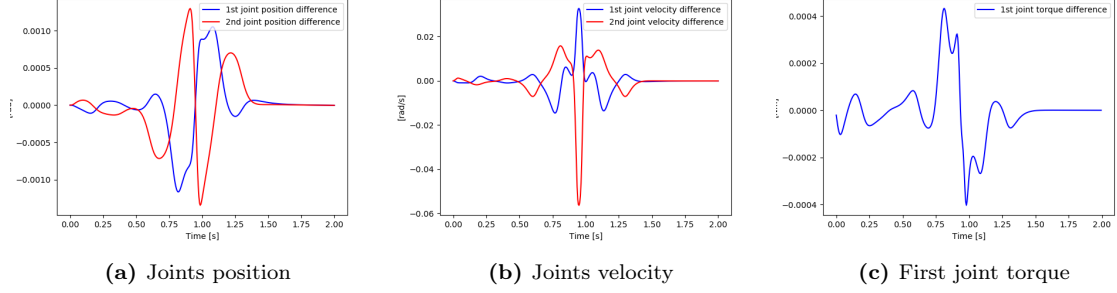 1st joint position difference
2nd joint position difference
0.0010
0.0005
0.0000
−0.0005
−0.0010
0.00 0.25 0.50 0.75 1.00 1.25 1.50 1.75 2.00
Time [s]
(a) Joints position
1st joint velocity difference
2nd joint velocity difference
[rad/s]
0.02
0.00
−0.02
−0.04
−0.06
0.00 0.25 0.50 0.75 1.00 1.25 1.50 1.75 2.00
Time [s]
(b) Joints velocity
1st joint torque difference
0.0004
0.0002
0.0000
−0.0002
−0.0004
0.00 0.25 0.50 0.75 1.00 1.25 1.50 1.75 2.00
Time [s]
(c) First joint torque